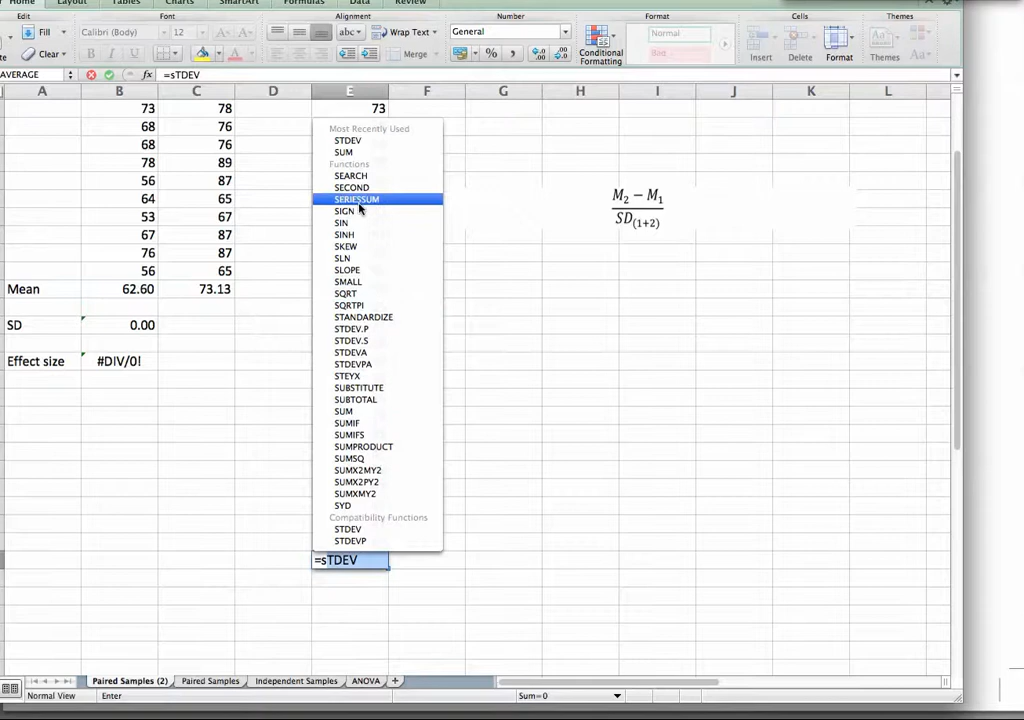 Home Layout Tables Charts SmartArt Formulas Data Review
Edit Font Alignment Number Format Cells Themes
Fill Calibri (Body) 12 A A abc Wrap Text General Normal
Clear B I U A Merge % , Bad Conditional Formatting Insert Delete Format Themes Aa
AVERAGE fx =sTDEV
A B C D E F G H I J K L
73 78 73
68 76
68 76
78 89
56 87
64 65
53 67
67 87
76 87
56 65
Mean 62.60 73.13
SD 0.00
Effect size #DIV/0!
Most Recently Used
STDEV
SUM
Functions
SEARCH
SECOND
SERIESSUM
SIGN
SIN
SINH
SKEW
SLN
SLOPE
SMALL
SQRT
SQRTPI
STANDARDIZE
STDEV.P
STDEV.S
STDEVA
STDEVPA
STEYX
SUBSTITUTE
SUBTOTAL
SUM
SUMIF
SUMIFS
SUMPRODUCT
SUMSQ
SUMX2MY2
SUMX2PY2
SUMXMY2
SYD
Compatibility Functions
STDEV
STDEVP
=sTDEV
M2 − M1
SD(1+2)
Paired Samples (2) Paired Samples Independent Samples ANOVA +
Normal View Enter Sum=0